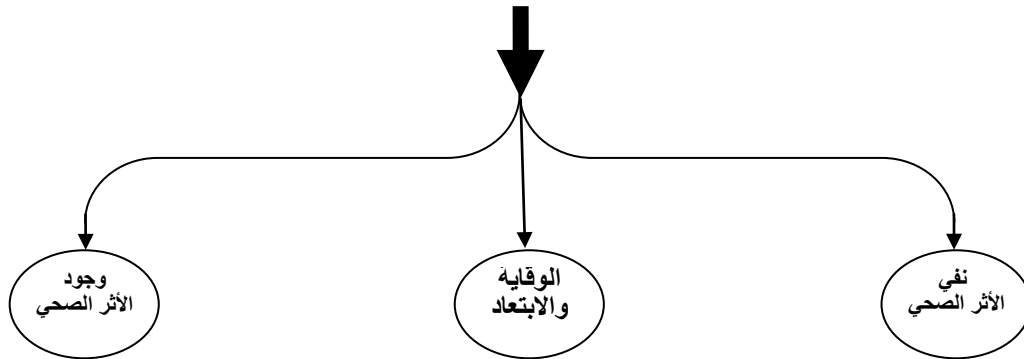 نفي
الأثر الصحي
الوقاية
والابتعاد
وجود
الأثر الصحي